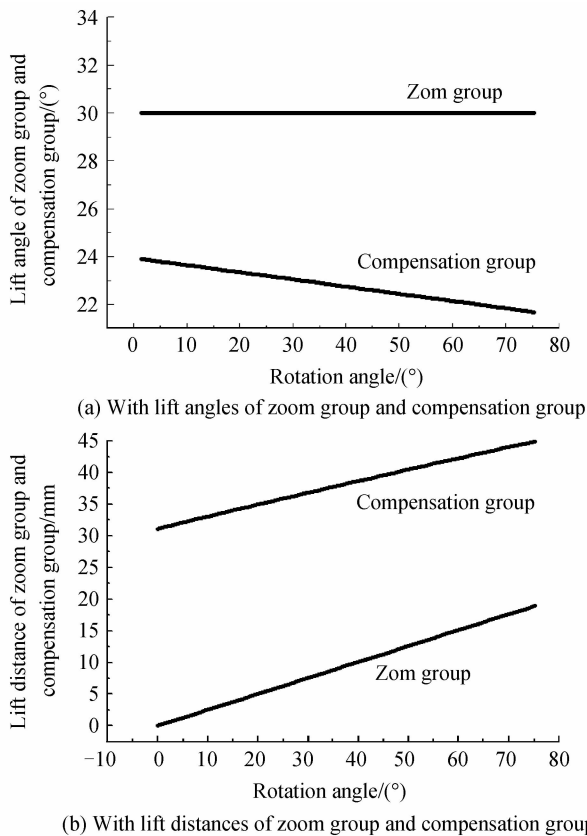 34
32
30
28
26
24
22
Lift angle of zoom group and
compensation group/(°)
Zom group
Compensation group
0 10 20 30 40 50 60 70 80
Rotation angle/(°)
(a) With lift angles of zoom group and compensation group
45
40
35
30
25
20
15
10
5
0
Lift distance of zoom group and
compensation group/mm
Compensation group
Zom group
−10 0 10 20 30 40 50 60 70 80
Rotation angle/(°)
(b) With lift distances of zoom group and compensation group